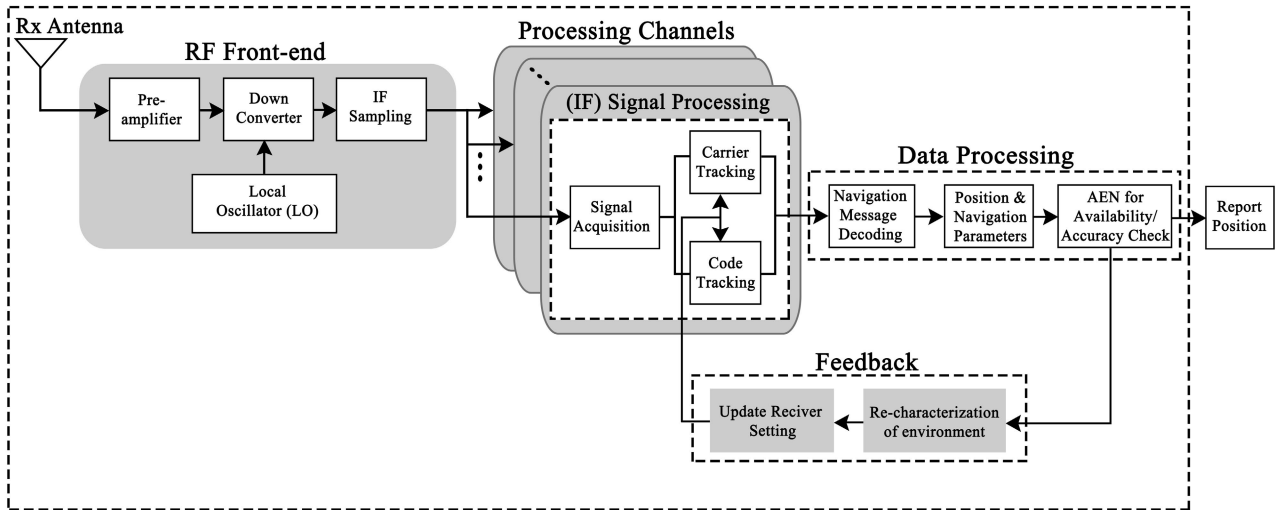 Rx Antenna
RF Front-end
Pre-
amplifier
Down
Converter
IF
Sampling
Local
Oscillator (LO)
Processing Channels
(IF) Signal Processing
Signal
Acquisition
Carrier
Tracking
Code
Tracking
Data Processing
Navigation
Message
Decoding
Position &
Navigation
Parameters
AEN for
Availability/
Accuracy Check
Report
Position
Feedback
Update Reciver
Setting
Re-characterization
of environment